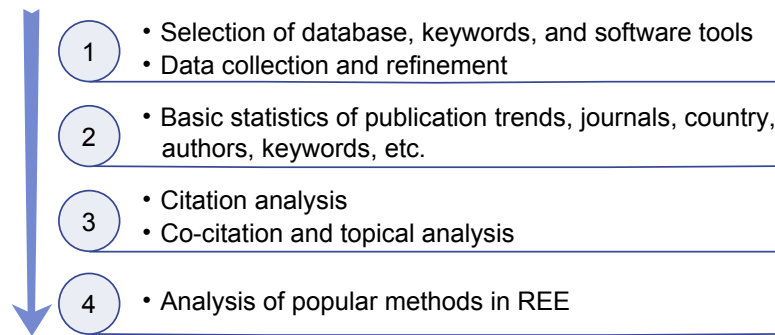 1
• Selection of database, keywords, and software tools
• Data collection and refinement
2
• Basic statistics of publication trends, journals, country,
authors, keywords, etc.
3
• Citation analysis
• Co-citation and topical analysis
4
• Analysis of popular methods in REE